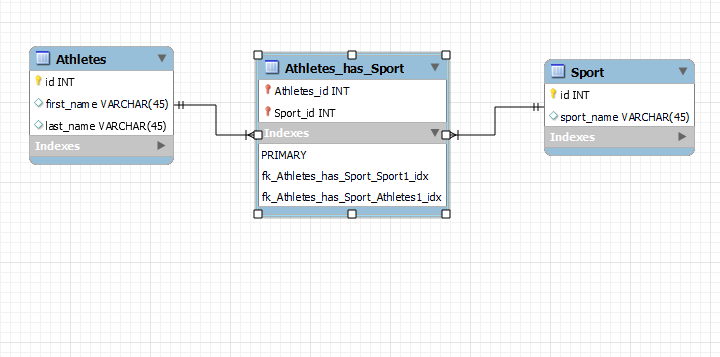 Athletes
id INT
first_name VARCHAR(45)
last_name VARCHAR(45)
Indexes
Athletes_has_Sport
Athletes_id INT
Sport_id INT
Indexes
PRIMARY
fk_Athletes_has_Sport_Sport1_idx
fk_Athletes_has_Sport_Athletes1_idx
Sport
id INT
sport_name VARCHAR(45)
Indexes